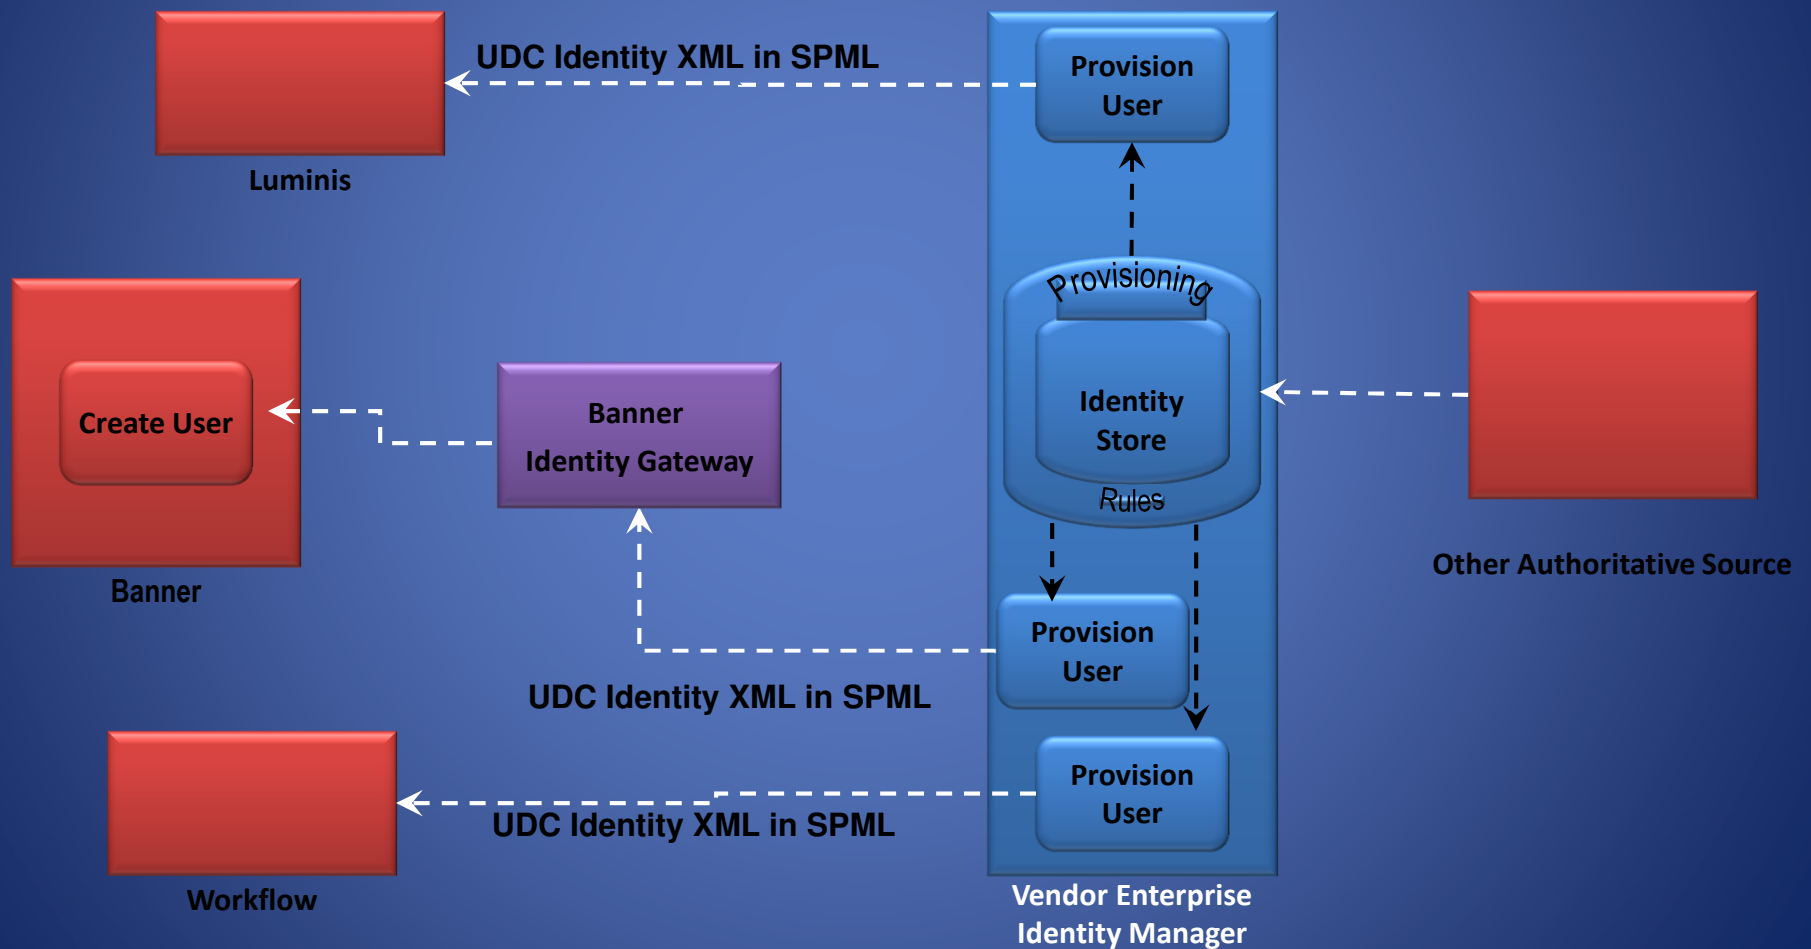 UDC Identity XML in SPML
Provision
User
Luminis
Provisioning
Identity
Store
Rules
Create User
Banner
Identity Gateway
Banner
Other Authoritative Source
Provision
User
UDC Identity XML in SPML
Provision
User
UDC Identity XML in SPML
Workflow
Vendor Enterprise
Identity Manager